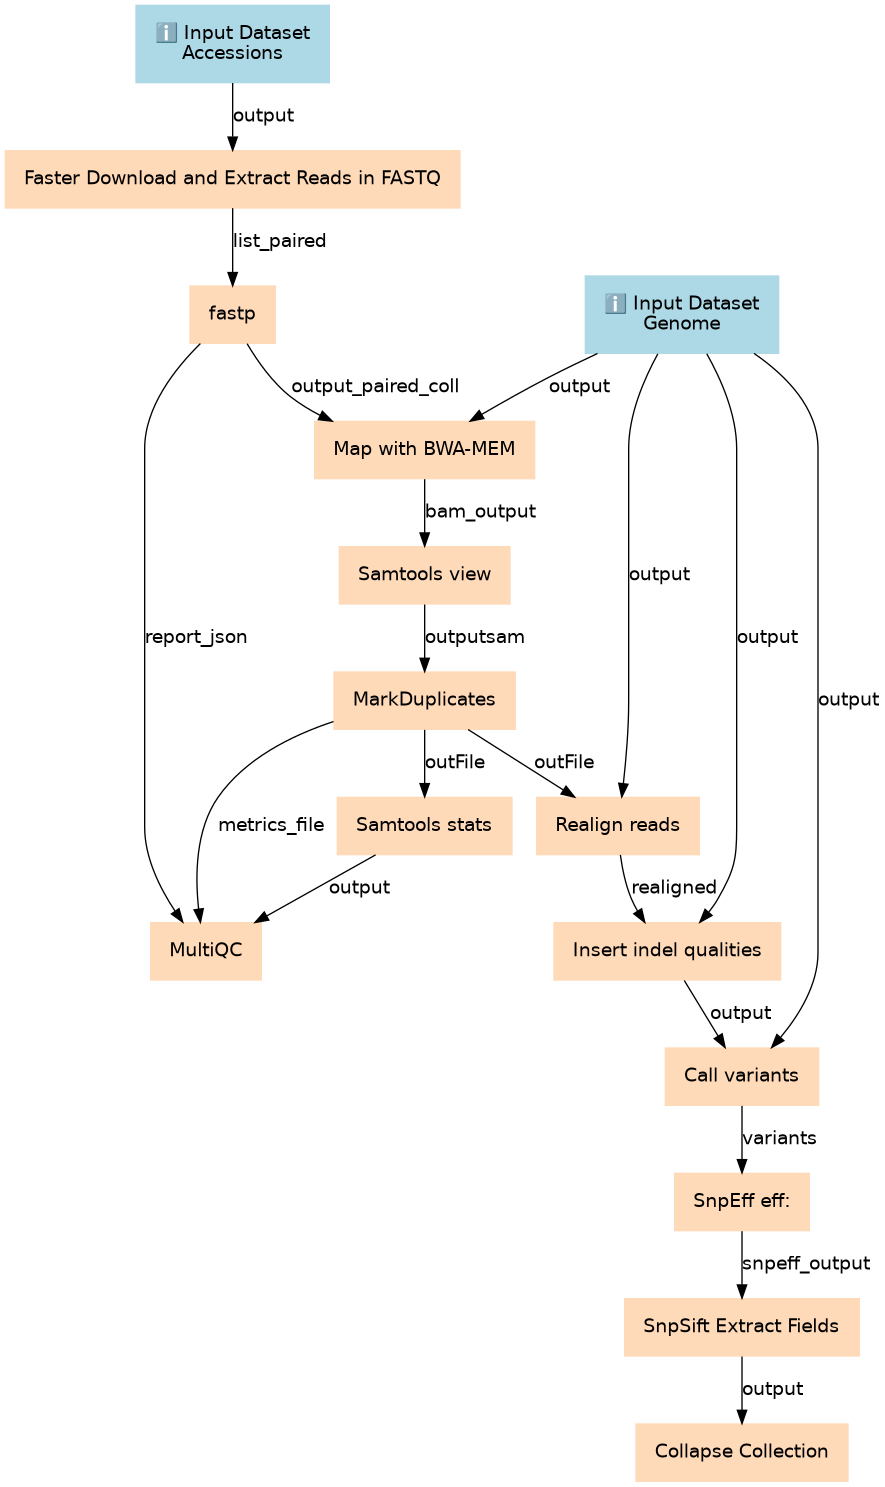 ℹ️ Input Dataset
Accessions
output
Faster Download and Extract Reads in FASTQ
list_paired
fastp
ℹ️ Input Dataset
Genome
output_paired_coll
output
Map with BWA-MEM
bam_output
Samtools view
output
report_json
outputsam
output
MarkDuplicates
output
outFile
outFile
metrics_file
Samtools stats
Realign reads
output
realigned
MultiQC
Insert indel qualities
output
Call variants
variants
SnpEff eff:
snpeff_output
SnpSift Extract Fields
output
Collapse Collection